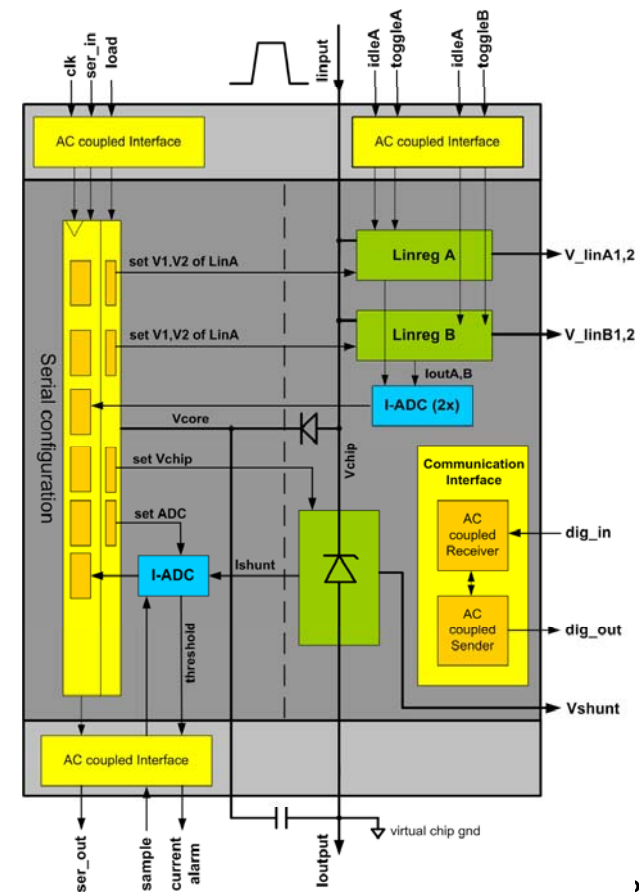 clk
ser_in
load
Iinput
idleA
toggleA
idleA
toggleB
AC coupled Interface
AC coupled Interface
set V1,V2 of LinA
Linreg A
V_linA1,2
set V1,V2 of LinA
Linreg B
V_linB1,2
IoutA,B
I-ADC (2x)
Serial configuration
Vcore
Vchip
set Vchip
Communication
Interface
set ADC
AC
coupled
Receiver
dig_in
I-ADC
Ishunt
AC
coupled
Sender
dig_out
threshold
Vshunt
AC coupled Interface
virtual chip gnd
ser_out
sample
current
alarm
Ioutput